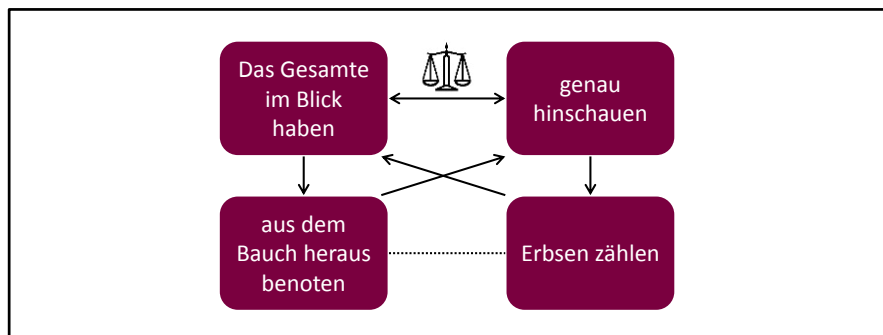 Das Gesamte
im Blick
haben
genau
hinschauen
aus dem
Bauch heraus
benoten
Erbsen zählen